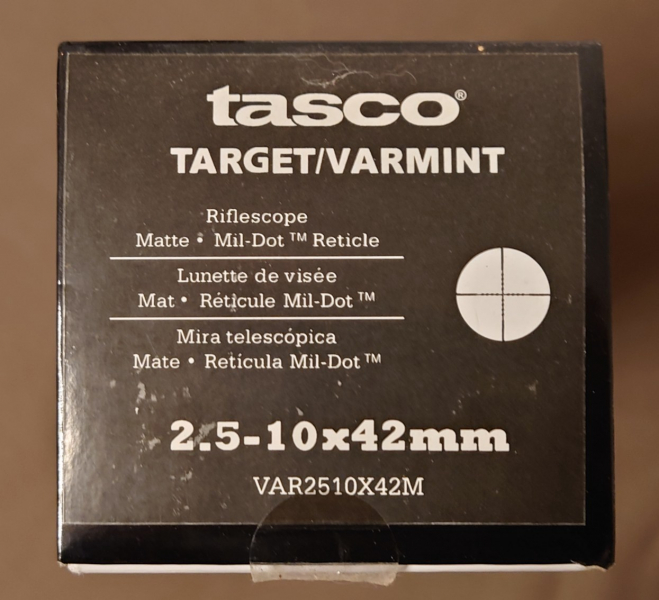 tasco®
TARGET/VARMINT
Riflescope
Matte • Mil-Dot ™ Reticle
Lunette de visée
Mat • Réticule Mil-Dot ™
Mira telescópica
Mate • Retícula Mil-Dot ™
2.5-10x42mm
VAR2510X42M